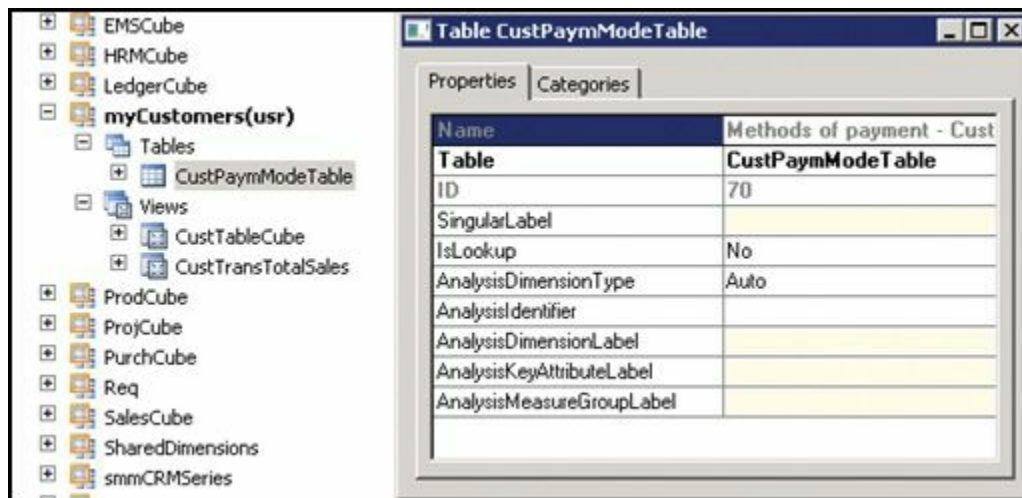 EMSCube
HRMCube
LedgerCube
myCustomers(usr)
Tables
CustPaymModeTable
Views
CustTableCube
CustTransTotalSales
ProdCube
ProjCube
PurchCube
Req
SalesCube
SharedDimensions
smmCRMSeries
Table CustPaymModeTable
Properties Categories
Name Methods of payment - Cust
Table CustPaymModeTable
ID 70
SingularLabel
IsLookup No
AnalysisDimensionType Auto
AnalysisIdentifier
AnalysisDimensionLabel
AnalysisKeyAttributeLabel
AnalysisMeasureGroupLabel